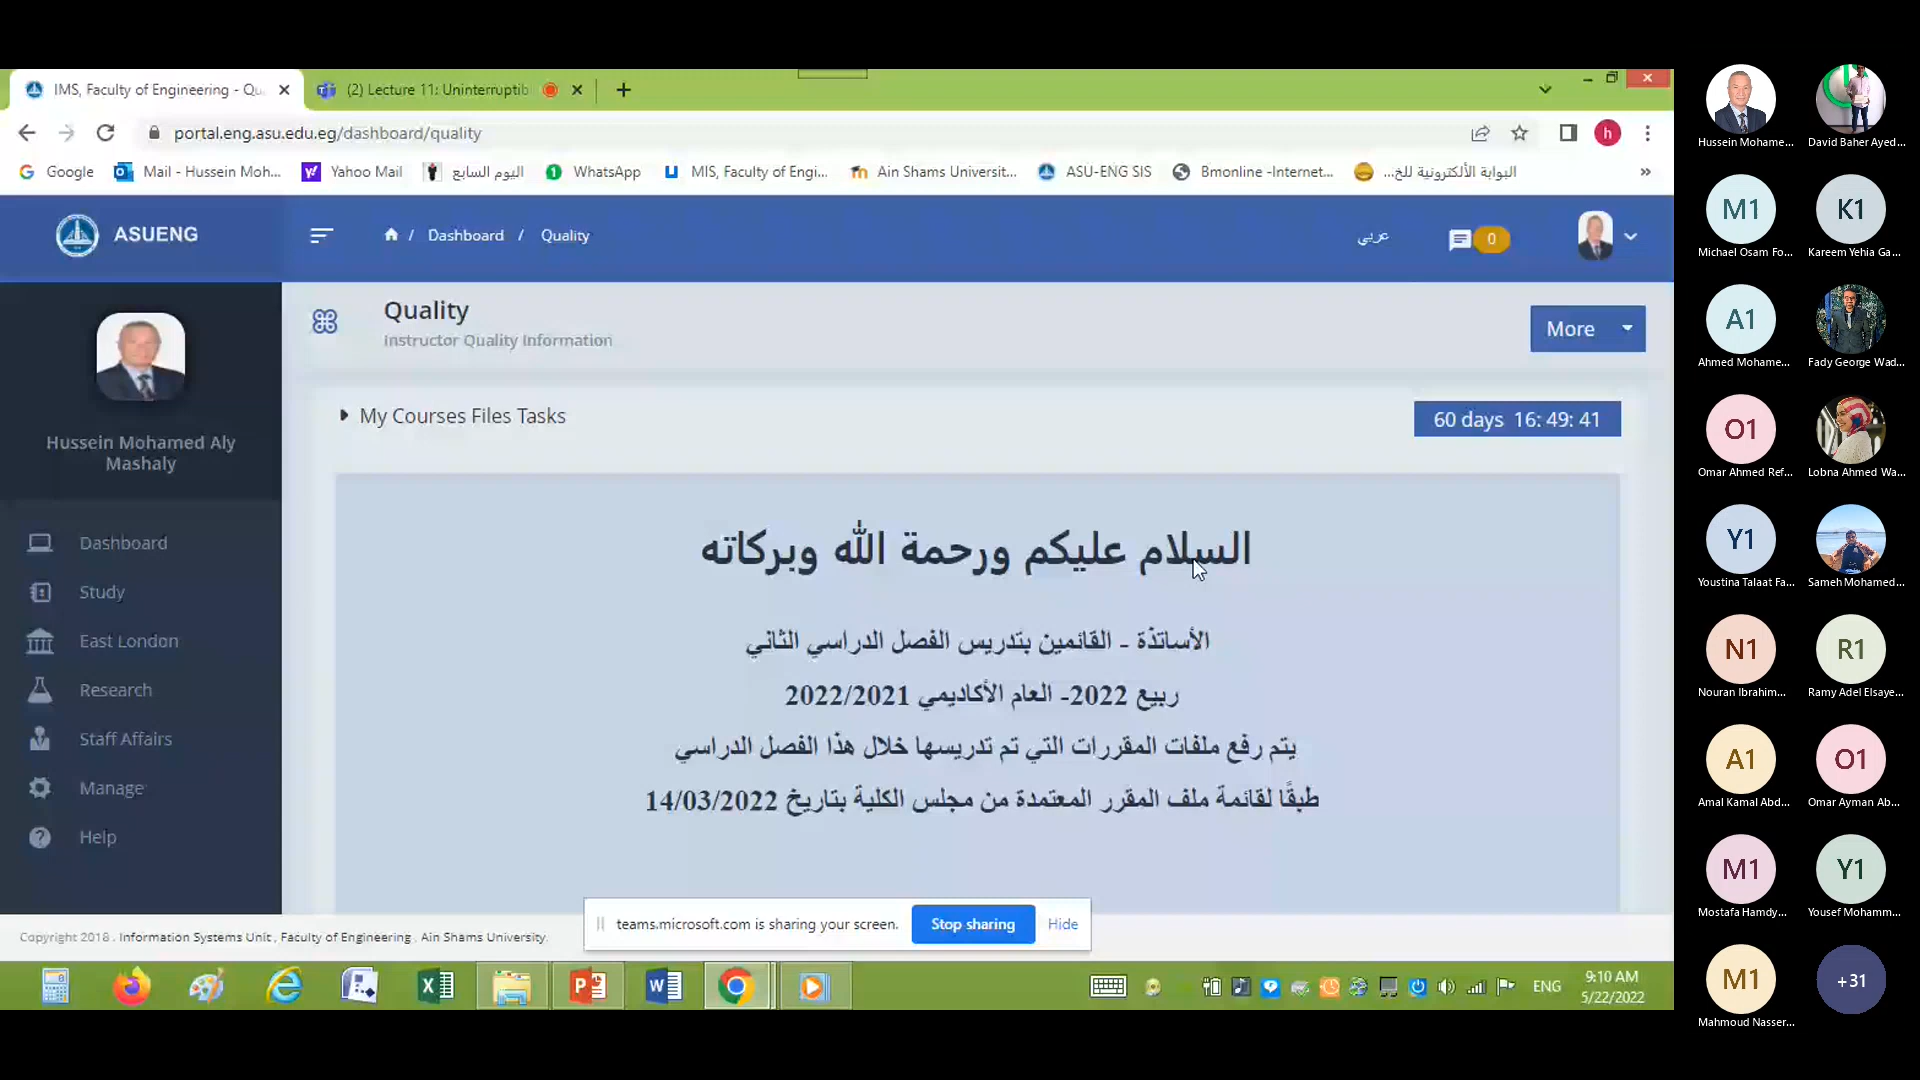 IMS, Faculty of Engineering - Qu
(2) Lecture 11: Uninterruptib
portal.eng.asu.edu.eg/dashboard/quality
Google
Mail - Hussein Moh...
Yahoo Mail
اليوم السابع
WhatsApp
MIS, Faculty of Engi...
Ain Shams Universit...
ASU-ENG SIS
Bmonline -Internet...
البوابة الألكترونية للخ...
ASUENG
/ Dashboard / Quality
عربي
0
Quality
Instructor Quality Information
More
Hussein Mohamed Aly
Mashaly
Dashboard
Study
East London
Research
Staff Affairs
Manage
Help
My Courses Files Tasks
60 days 16: 49: 41
السلام عليكم ورحمة الله وبركاته
الأساتذة - القائمين بتدريس الفصل الدراسي الثاني
ربيع 2022- العام الأكاديمي 2022/2021
يتم رفع ملفات المقررات التي تم تدريسها خلال هذا الفصل الدراسي
طبقًا لقائمة ملف المقرر المعتمدة من مجلس الكلية بتاريخ 14/03/2022
teams.microsoft.com is sharing your screen.
Stop sharing
Hide
Copyright 2018 . Information Systems Unit , Faculty of Engineering . Ain Shams University.
ENG
9:10 AM
5/22/2022
Hussein Mohame...
David Baher Ayed...
M1
K1
Michael Osam Fo...
Kareem Yehia Ga...
A1
Ahmed Mohame...
Fady George Wad...
O1
Omar Ahmed Ref...
Lobna Ahmed Wa...
Y1
Youstina Talaat Fa...
Sameh Mohamed...
N1
R1
Nouran Ibrahim...
Ramy Adel Elsaye...
A1
O1
Amal Kamal Abd...
Omar Ayman Ab...
M1
Y1
Mostafa Hamdy...
Yousef Mohamm...
M1
+31
Mahmoud Nasser...